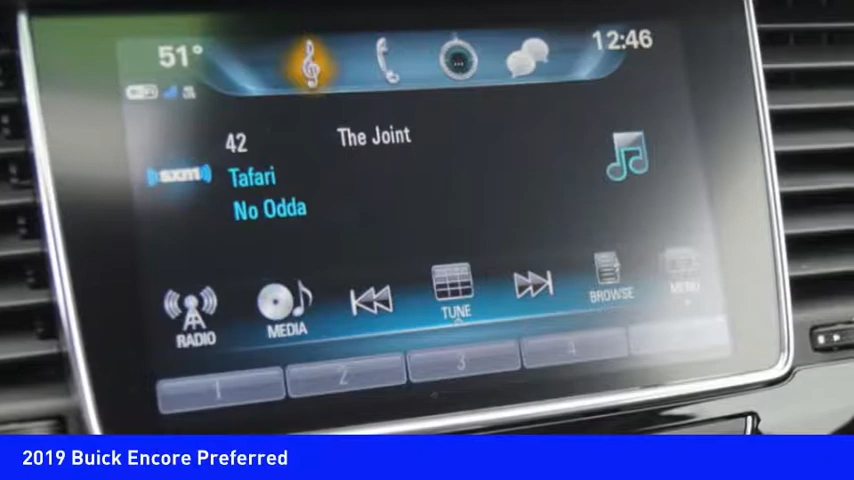 51°
12:46
42
The Joint
sxm
Tafari
No Odda
RADIO
MEDIA
TUNE
BROWSE
MENU
1
2
3
4
2019 Buick Encore Preferred